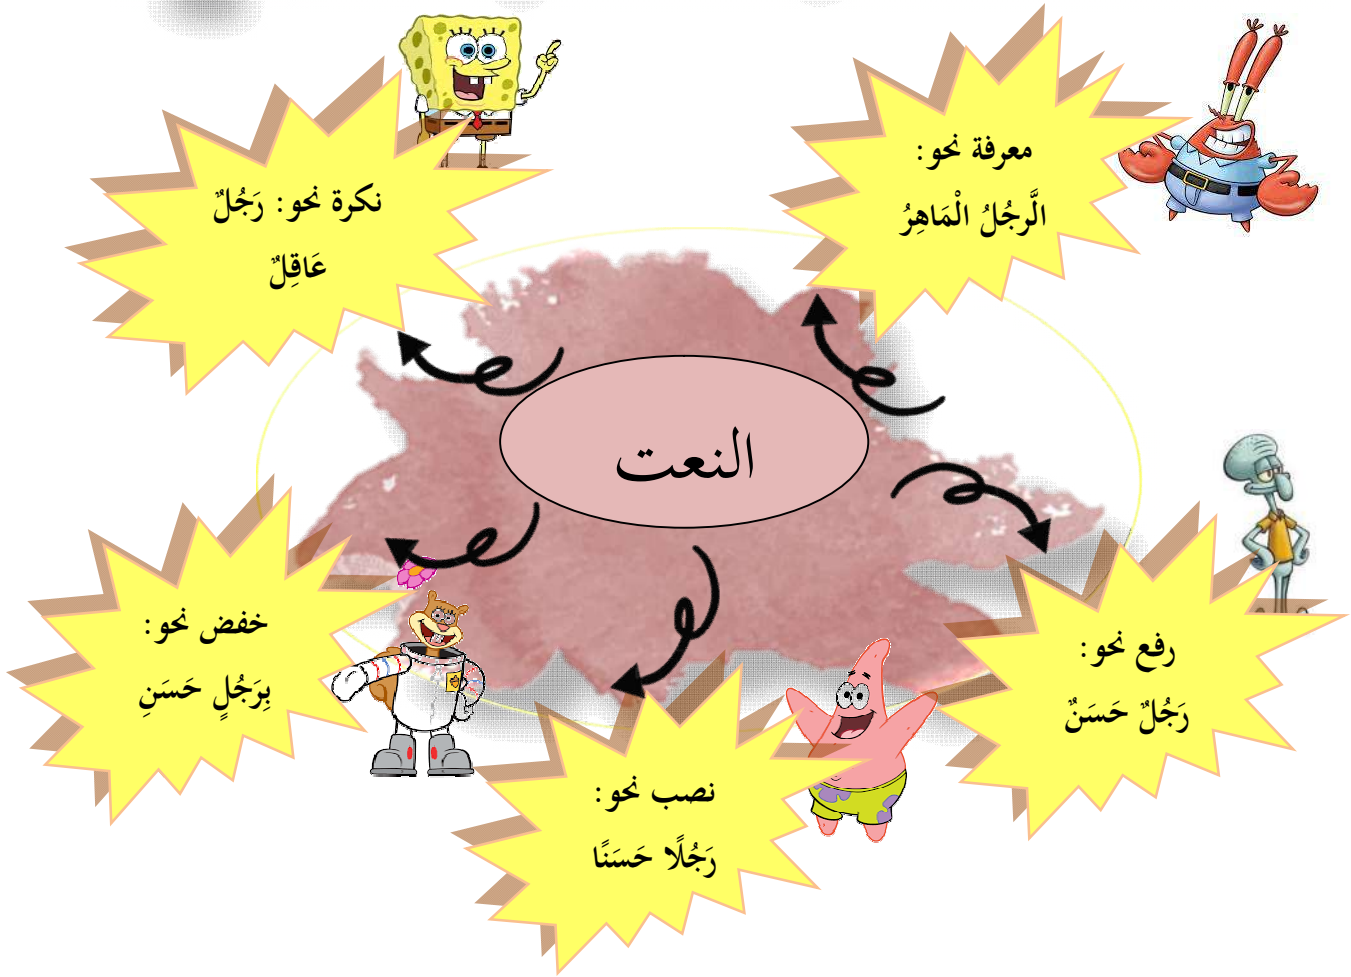 النعت
معرفة نحو:
الَّرجُلُ الْمَاهِرُ
نكرة نحو: رَجُلٌ
عَاقِلٌ
رفع نحو:
رَجُلٌ حَسَنٌ
نصب نحو:
رَجُلًا حَسَنًا
خفض نحو:
بِرَجُلٍ حَسَنِ